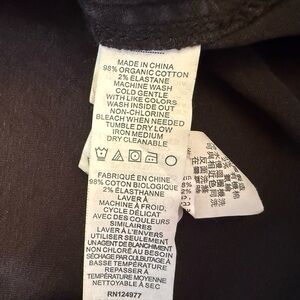 MADE IN CHINA
98% ORGANIC COTTON
2% ELASTANE
MACHINE WASH
COLD GENTLE
WITH LIKE COLORS
WASH INSIDE OUT
NON-CHLORINE
BLEACH WHEN NEEDED
TUMBLE DRY LOW
IRON MEDIUM
DRY CLEANABLE
FABRIQUÉ EN CHINE
98% COTON BIOLOGIQUE
2% ÉLASTHANNE
LAVER À
MACHINE À FROID,
CYCLE DÉLICAT
AVEC DES COULEURS
SIMILAIRES
LAVER À L'ENVERS
UTILISER SEULEMENT
UN AGENT DE BLANCHIMENT
NON CHLORÉ AU BESOIN
SÉCHAGE PAR CULBUTAGE À
BASSE TEMPÉRATURE
REPASSER À
TEMPÉRATURE MOYENNE
NETTOYABLE À SEC
RN124977